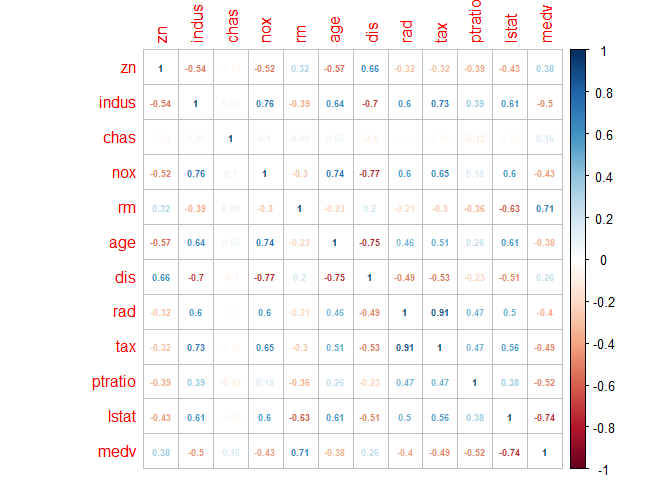 zn indus chas nox rm age dis rad tax ptratio lstat medv
zn 1 -0.54 -0.52 0.32 -0.57 0.66 -0.32 -0.32 -0.39 -0.43 0.38 1
indus -0.54 1 0.06 0.76 -0.39 0.64 -0.7 0.6 0.73 0.39 0.61 -0.5 0.8
chas 1 0.1 0.09 -0.1 -0.13 0.16 0.6
nox -0.52 0.76 0.1 1 -0.3 0.74 -0.77 0.6 0.65 0.18 0.6 -0.43 0.4
rm 0.32 -0.39 0.09 -0.3 1 -0.23 0.2 -0.21 -0.3 -0.36 -0.63 0.71 0.2
age -0.57 0.64 0.74 -0.23 1 -0.75 0.46 0.51 0.26 0.61 -0.38 0
dis 0.66 -0.7 -0.1 -0.77 0.2 -0.75 1 -0.49 -0.53 -0.23 -0.51 0.26 -0.2
rad -0.32 0.6 0.6 -0.21 0.46 -0.49 1 0.91 0.47 0.5 -0.4 -0.4
tax -0.32 0.73 0.65 -0.3 0.51 -0.53 0.91 1 0.47 0.56 -0.49
ptratio -0.39 0.39 -0.13 0.18 -0.36 0.26 -0.23 0.47 0.47 1 0.38 -0.52 -0.6
lstat -0.43 0.61 0.6 -0.63 0.61 -0.51 0.5 0.56 0.38 1 -0.74 -0.8
medv 0.38 -0.5 0.16 -0.43 0.71 -0.38 0.26 -0.4 -0.49 -0.52 -0.74 1 -1